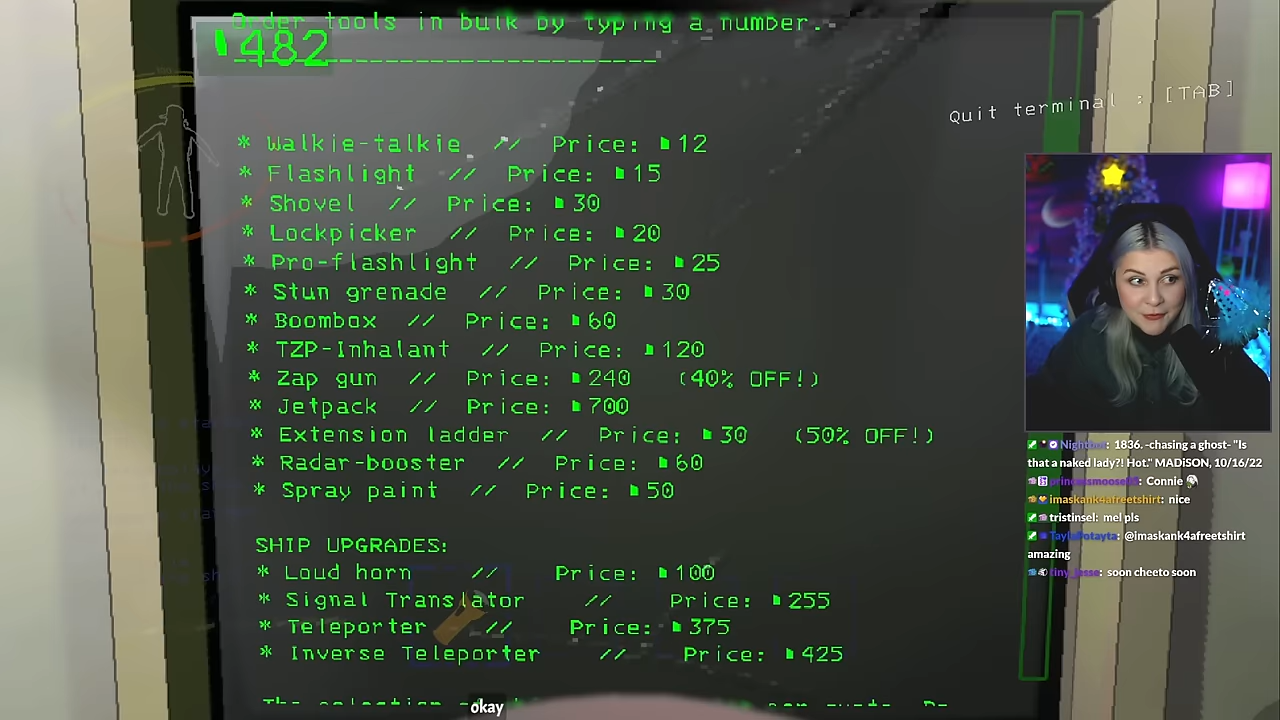 Order tools in bulk by typing a number.
482
Quit terminal : [TAB]
* Walkie-talkie // Price: 12
* Flashlight // Price: 15
* Shovel // Price: 30
* Lockpicker // Price: 20
* Pro-flashlight // Price: 25
* Stun grenade // Price: 30
* Boombox // Price: 60
* TZP-Inhalant // Price: 120
* Zap gun // Price: 240 (40% OFF!)
* Jetpack // Price: 700
* Extension ladder // Price: 30 (50% OFF!)
* Radar-booster // Price: 60
* Spray paint // Price: 50
SHIP UPGRADES:
* Loud horn // Price: 100
* Signal Translator // Price: 255
* Teleporter // Price: 375
* Inverse Teleporter // Price: 425
The selection per quota.
okay
Nightbot: 1836. -chasing a ghost- "Is
that a naked lady?! Hot." MADiSON, 10/16/22
Connie
imaskank4afreetshirt: nice
tristinsel: mel pls
@imaskank4afreetshirt
amazing
soon cheeto soon